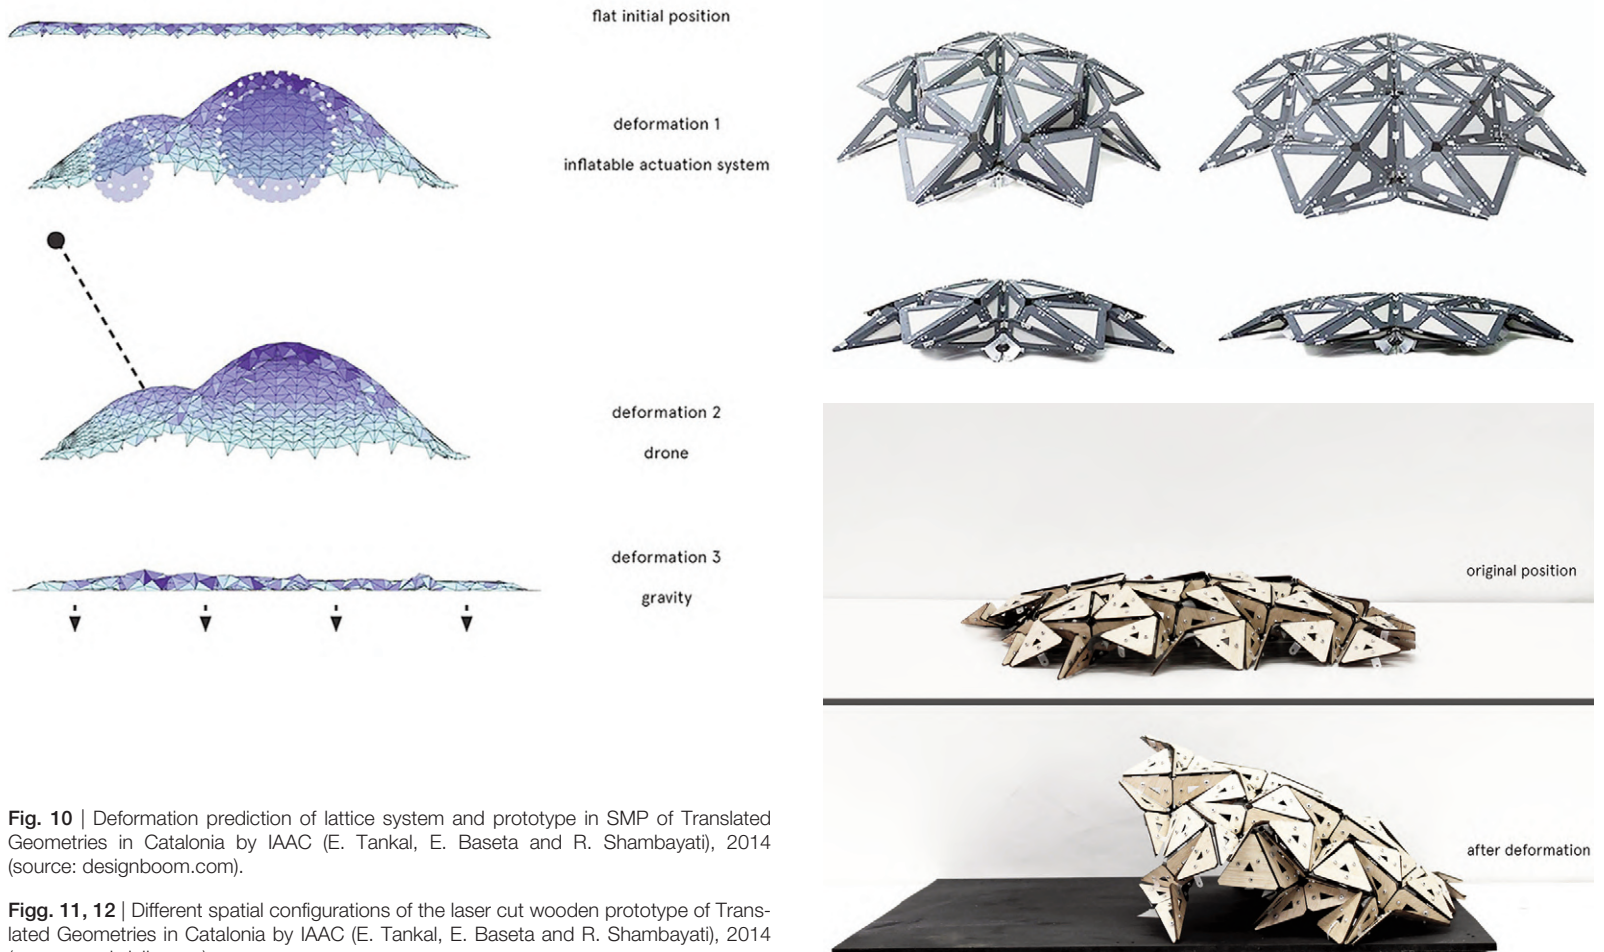 flat initial position
deformation 1
inflatable actuation system
deformation 2
drone
deformation 3
gravity
original position
after deformation
Fig. 10 | Deformation prediction of lattice system and prototype in SMP of Translated
Geometries in Catalonia by IAAC (E. Tankal, E. Baseta and R. Shambayati), 2014
(source: designboom.com).
Figg. 11, 12 | Different spatial configurations of the laser cut wooden prototype of Trans-
lated Geometries in Catalonia by IAAC (E. Tankal, E. Baseta and R. Shambayati), 2014